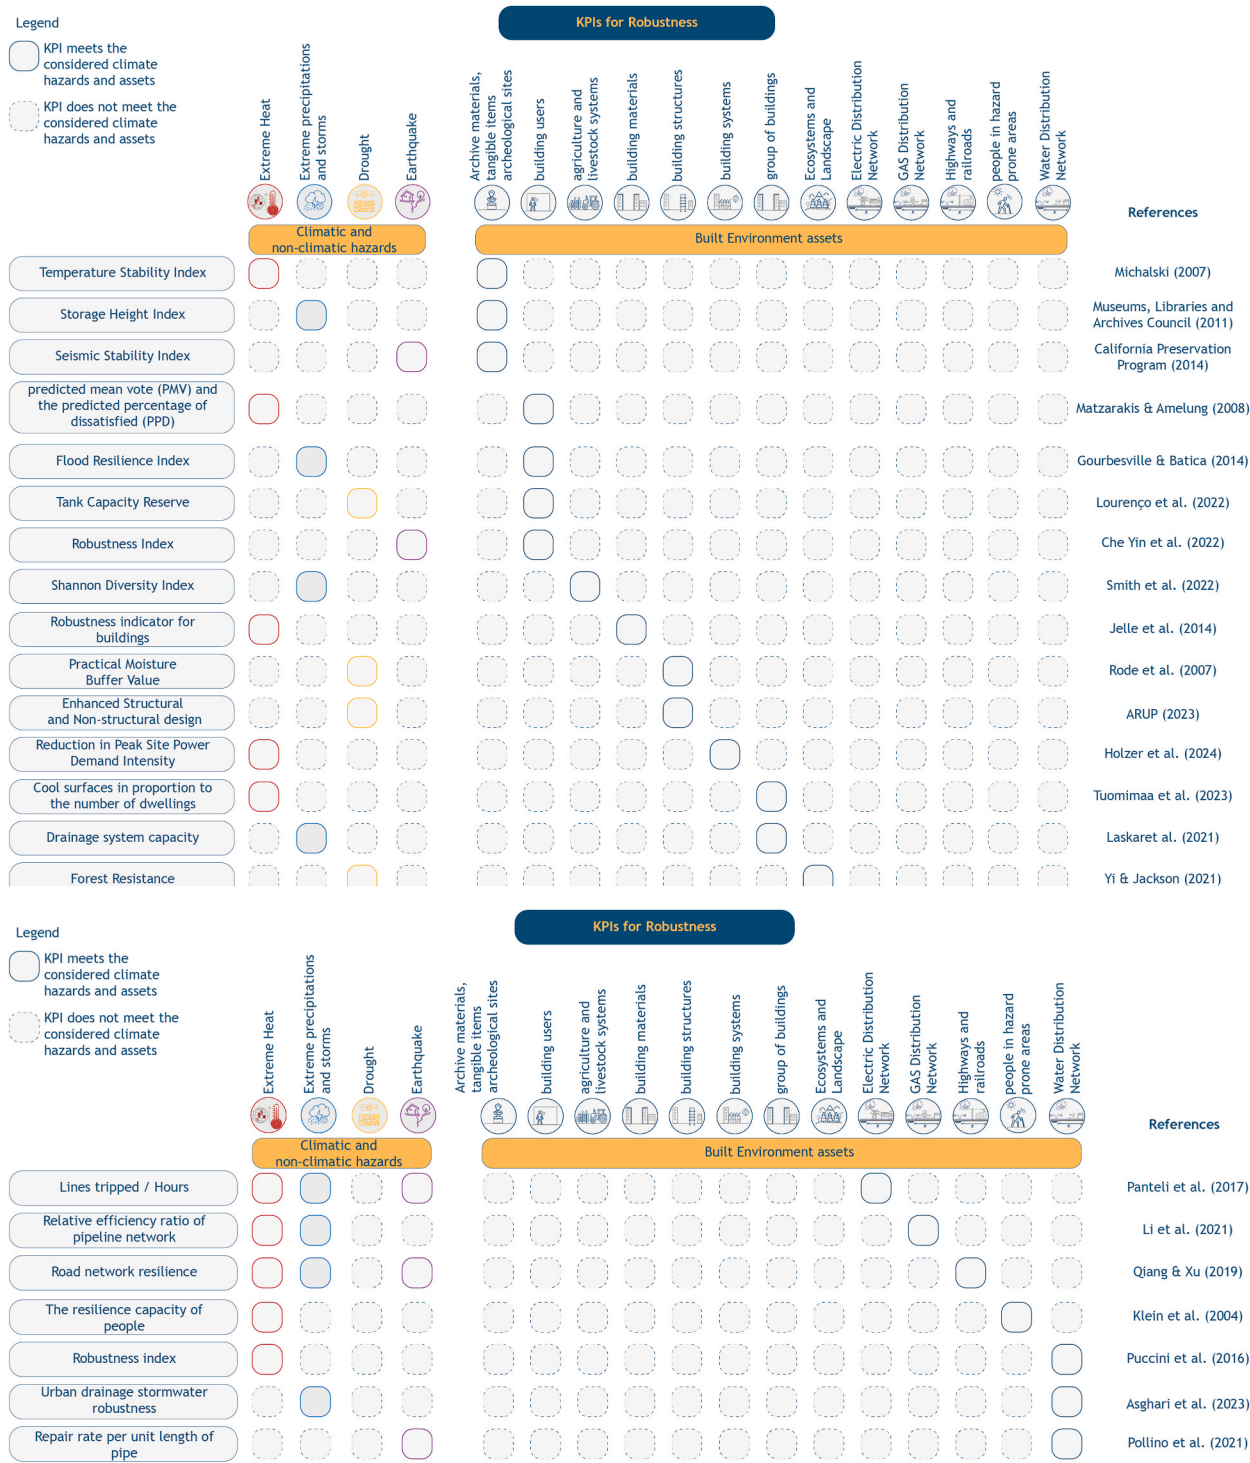 Legend
KPIs for Robustness
KPI meets the
considered climate
hazards and assets
KPI does not meet the
considered climate
hazards and assets
Extreme Heat
Extreme precipitations
and storms
Drought
Earthquake
Archive materials,
tangible items
archeological sites
building users
agriculture and
livestock systems
building materials
building structures
building systems
group of buildings
Ecosystems and
Landscape
Electric Distribution
Network
GAS Distribution
Network
Highways and
railroads
people in hazard
prone areas
Water Distribution
Network
References
Climatic and
non-climatic hazards
Built Environment assets
Temperature Stability Index
Michalski (2007)
Storage Height Index
Museums, Libraries and
Archives Council (2011)
Seismic Stability Index
California Preservation
Program (2014)
predicted mean vote (PMV) and
the predicted percentage of
dissatisfied (PPD)
Matzarakis & Amelung (2008)
Flood Resilience Index
Gourbesville & Batica (2014)
Tank Capacity Reserve
Lourenço et al. (2022)
Robustness Index
Che Yin et al. (2022)
Shannon Diversity Index
Smith et al. (2022)
Robustness indicator for
buildings
Jelle et al. (2014)
Practical Moisture
Buffer Value
Rode et al. (2007)
Enhanced Structural
and Non-structural design
ARUP (2023)
Reduction in Peak Site Power
Demand Intensity
Holzer et al. (2024)
Cool surfaces in proportion to
the number of dwellings
Tuomimaa et al. (2023)
Drainage system capacity
Laskaret al. (2021)
Forest Resistance
Yi & Jackson (2021)
KPIs for Robustness
Legend
KPI meets the
considered climate
hazards and assets
KPI does not meet the
considered climate
hazards and assets
Extreme Heat
Extreme precipitations
and storms
Drought
Earthquake
Archive materials,
tangible items
archeological sites
building users
agriculture and
livestock systems
building materials
building structures
building systems
group of buildings
Ecosystems and
Landscape
Electric Distribution
Network
GAS Distribution
Network
Highways and
railroads
people in hazard
prone areas
Water Distribution
Network
References
Climatic and
non-climatic hazards
Built Environment assets
Lines tripped / Hours
Panteli et al. (2017)
Relative efficiency ratio of
pipeline network
Li et al. (2021)
Road network resilience
Qiang & Xu (2019)
The resilience capacity of
people
Klein et al. (2004)
Robustness index
Puccini et al. (2016)
Urban drainage stormwater
robustness
Asghari et al. (2023)
Repair rate per unit length of
pipe
Pollino et al. (2021)